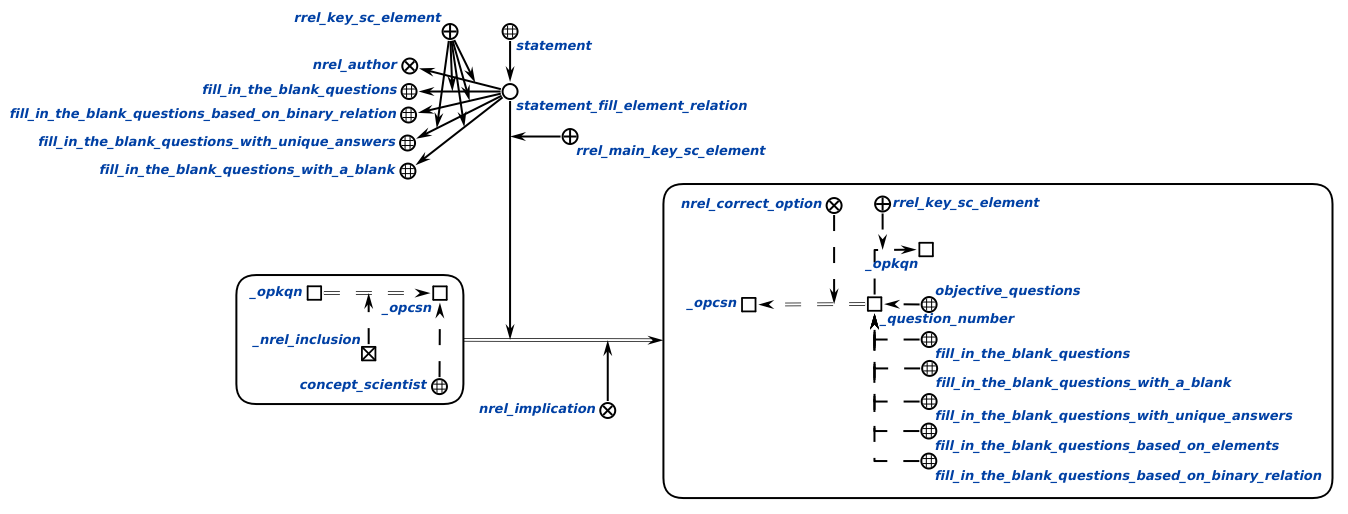 rrel_key_sc_element
statement
nrel_author
fill_in_the_blank_questions
fill_in_the_blank_questions_based_on_binary_relation
statement_fill_element_relation
fill_in_the_blank_questions_with_unique_answers
rrel_main_key_sc_element
fill_in_the_blank_questions_with_a_blank
_opkqn
_opcsn
_nrel_inclusion
concept_scientist
nrel_implication
nrel_correct_option
rrel_key_sc_element
_opkqn
_opcsn
objective_questions
_question_number
fill_in_the_blank_questions
fill_in_the_blank_questions_with_a_blank
fill_in_the_blank_questions_with_unique_answers
fill_in_the_blank_questions_based_on_elements
fill_in_the_blank_questions_based_on_binary_relation